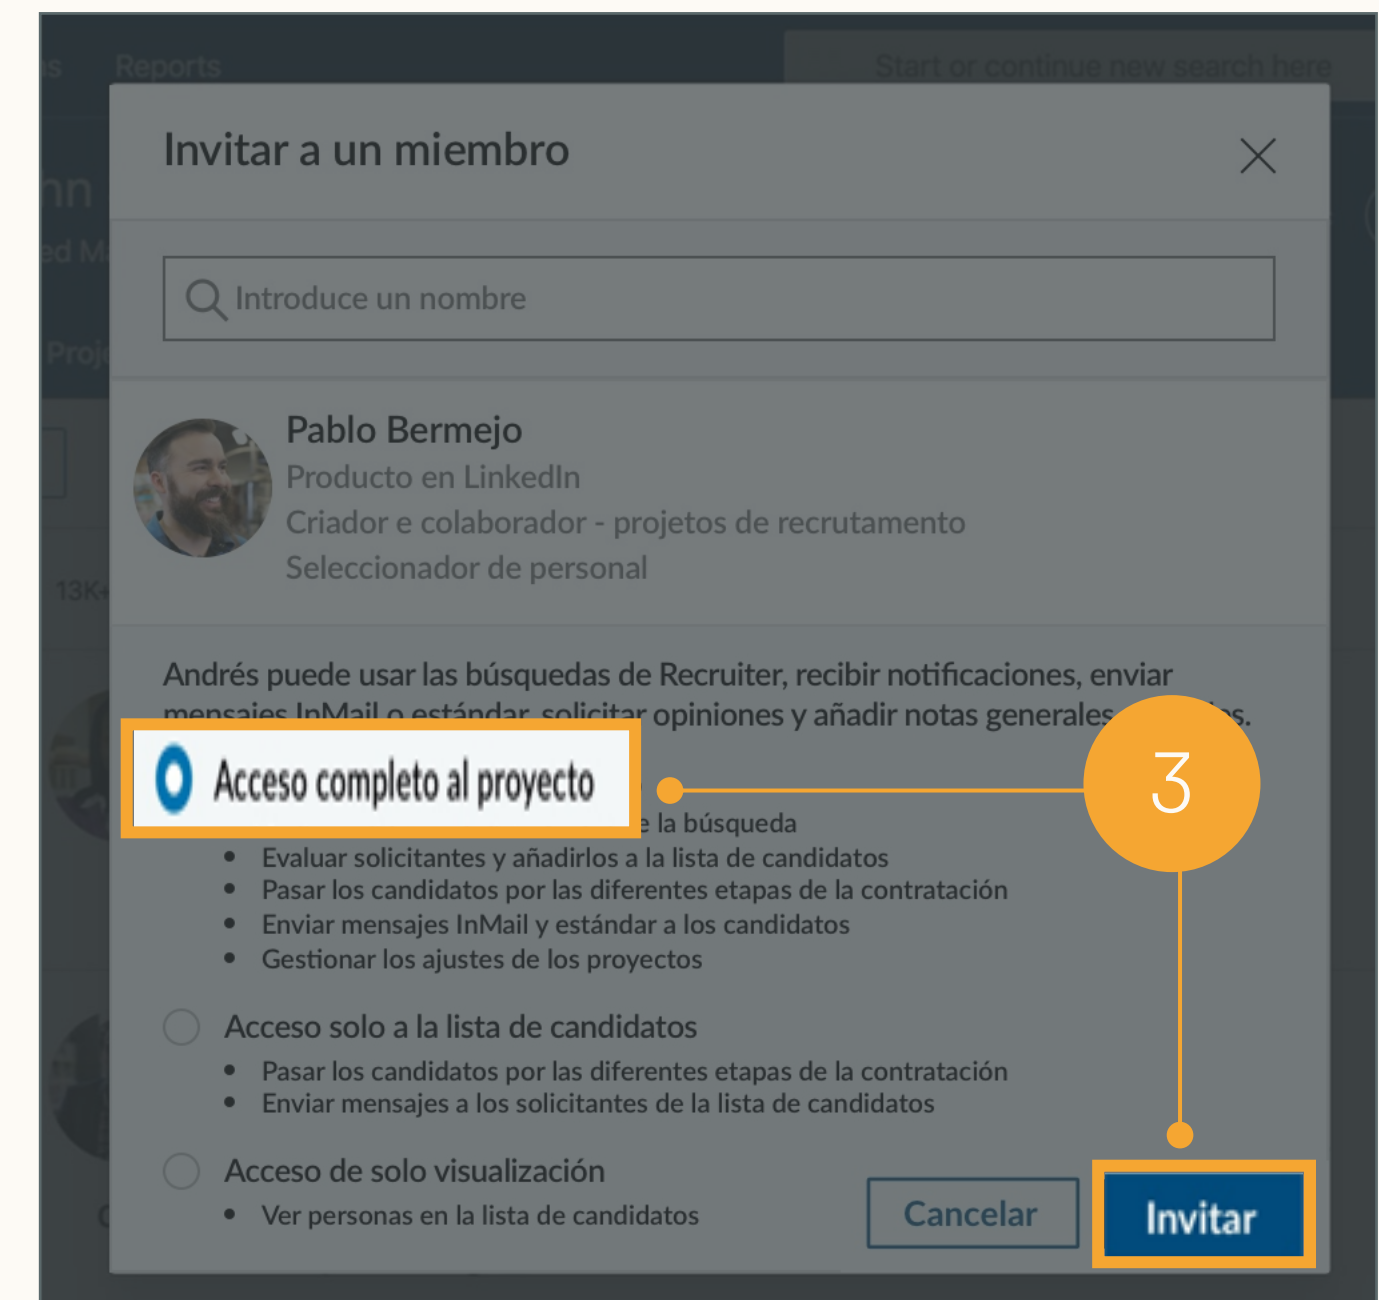 Reports
Start or continue new search here
Invitar a un miembro
Introduce un nombre
Proje
Pablo Bermejo
Producto en LinkedIn
Criador e colaborador - projetos de recrutamento
Seleccionador de personal
13K+
Andrés puede usar las búsquedas de Recruiter, recibir notificaciones, enviar
mensajes InMail o estándar, solicitar opiniones y añadir notas generales
Acceso completo al proyecto
3
la búsqueda
Evaluar solicitantes y añadirlos a la lista de candidatos
Pasar los candidatos por las diferentes etapas de la contratación
Enviar mensajes InMail y estándar a los candidatos
Gestionar los ajustes de los proyectos
Acceso solo a la lista de candidatos
Pasar los candidatos por las diferentes etapas de la contratación
Enviar mensajes a los solicitantes de la lista de candidatos
Acceso de solo visualización
Ver personas en la lista de candidatos
Cancelar
Invitar